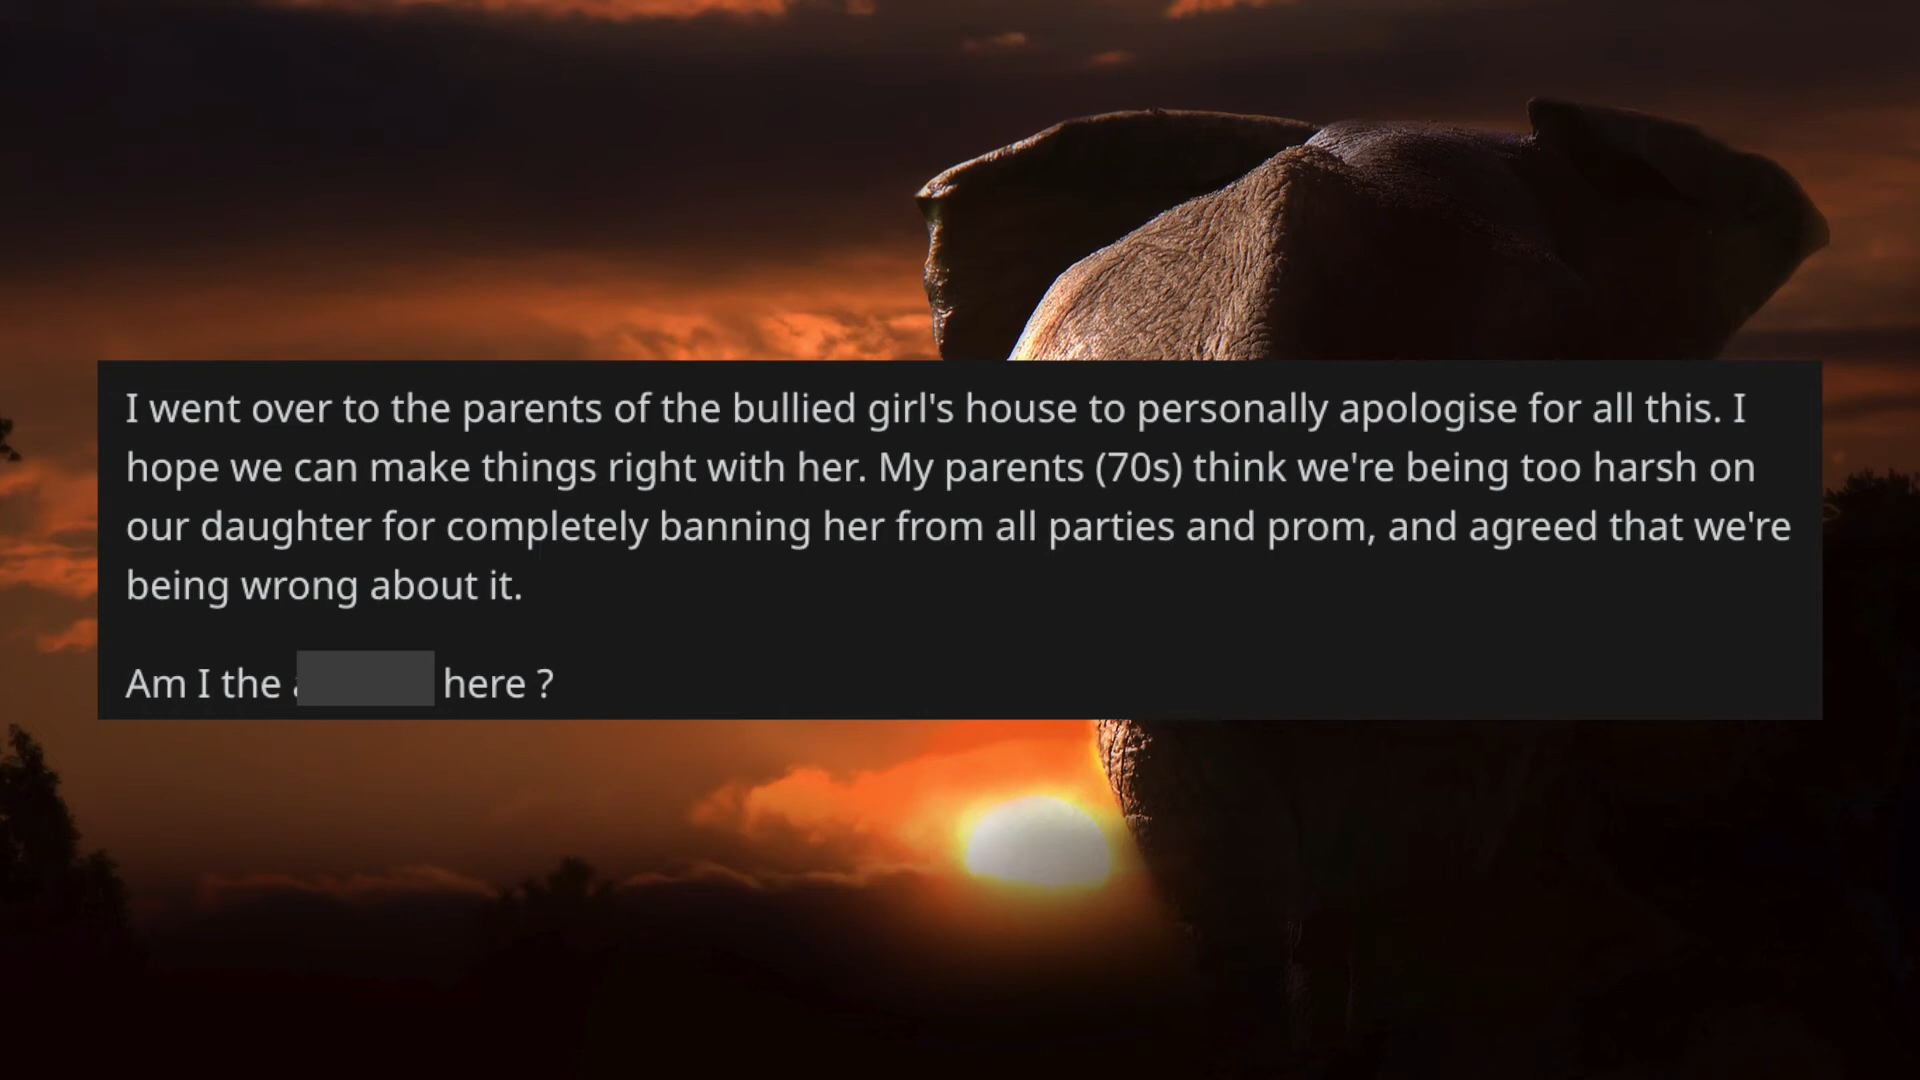 I went over to the parents of the bullied girl's house to personally apologise for all this. I
hope we can make things right with her. My parents (70s) think we're being too harsh on
our daughter for completely banning her from all parties and prom, and agreed that we're
being wrong about it.
Am I the here ?